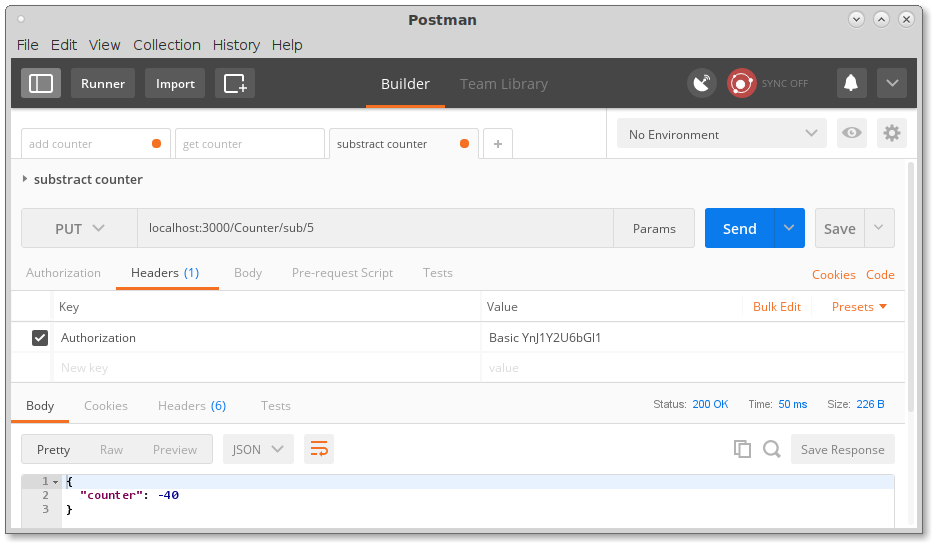 Postman
File Edit View Collection History Help
Runner Import Builder Team Library SYNC OFF
add counter get counter substract counter + No Environment
substract counter
PUT localhost:3000/Counter/sub/5 Params Send Save
Authorization Headers (1) Body Pre-request Script Tests Cookies Code
Key Value Bulk Edit Presets
Authorization Basic YnJ1Y2U6bGl1
New key value
Body Cookies Headers (6) Tests Status: 200 OK Time: 50 ms Size: 226 B
Pretty Raw Preview JSON Save Response
1 {
2 "counter": -40
3 }